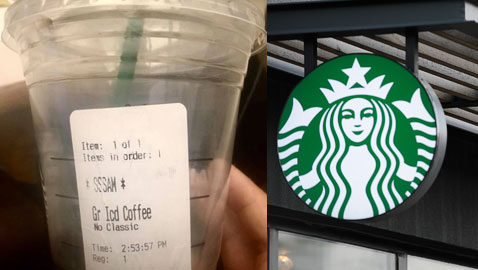 Item: 1 of 1
Items in order: 1
* SSSAM *
Gr Icd Coffee
No Classic
Time: 2:53:57 PM
Reg: 1